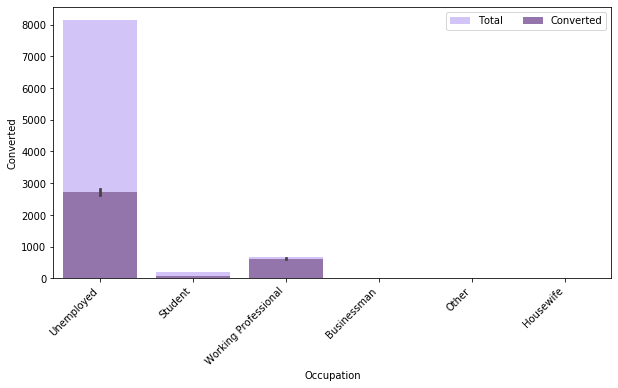 Total
Converted
8000
7000
6000
5000
4000
3000
2000
1000
0
Converted
Unemployed
Student
Working Professional
Businessman
Other
Housewife
Occupation